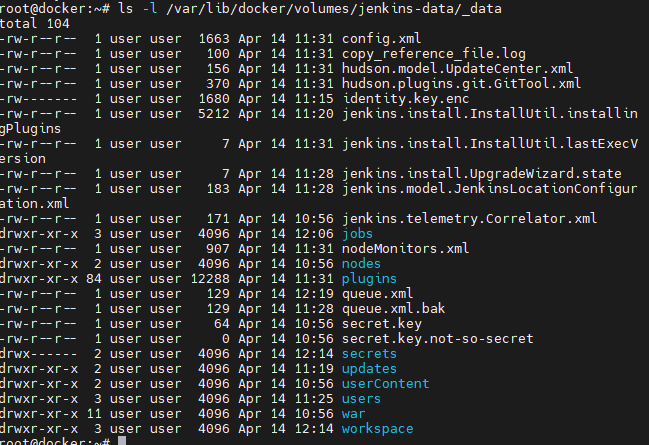 root@docker:~# ls -l /var/lib/docker/volumes/jenkins-data/_data
total 104
-rw-r--r--  1 user user  1663 Apr 14 11:31 config.xml
-rw-r--r--  1 user user   100 Apr 14 11:31 copy_reference_file.log
-rw-r--r--  1 user user   156 Apr 14 11:31 hudson.model.UpdateCenter.xml
-rw-r--r--  1 user user   370 Apr 14 11:31 hudson.plugins.git.GitTool.xml
-rw-------  1 user user  1680 Apr 14 11:15 identity.key.enc
-rw-r--r--  1 user user  5212 Apr 14 11:20 jenkins.install.InstallUtil.installin
gPlugins
-rw-r--r--  1 user user     7 Apr 14 11:31 jenkins.install.InstallUtil.lastExecV
ersion
-rw-r--r--  1 user user     7 Apr 14 11:28 jenkins.install.UpgradeWizard.state
-rw-r--r--  1 user user   183 Apr 14 11:28 jenkins.model.JenkinsLocationConfigur
ation.xml
-rw-r--r--  1 user user   171 Apr 14 10:56 jenkins.telemetry.Correlator.xml
drwxr-xr-x  3 user user  4096 Apr 14 12:06 jobs
-rw-r--r--  1 user user   907 Apr 14 11:31 nodeMonitors.xml
drwxr-xr-x  2 user user  4096 Apr 14 10:56 nodes
drwxr-xr-x 84 user user 12288 Apr 14 11:31 plugins
-rw-r--r--  1 user user   129 Apr 14 12:19 queue.xml
-rw-r--r--  1 user user   129 Apr 14 11:28 queue.xml.bak
-rw-r--r--  1 user user    64 Apr 14 10:56 secret.key
-rw-r--r--  1 user user     0 Apr 14 10:56 secret.key.not-so-secret
drwx------  2 user user  4096 Apr 14 12:14 secrets
drwxr-xr-x  2 user user  4096 Apr 14 11:19 updates
drwxr-xr-x  2 user user  4096 Apr 14 10:56 userContent
drwxr-xr-x  3 user user  4096 Apr 14 11:25 users
drwxr-xr-x 11 user user  4096 Apr 14 10:56 war
drwxr-xr-x  3 user user  4096 Apr 14 12:14 workspace
root@docker:~#